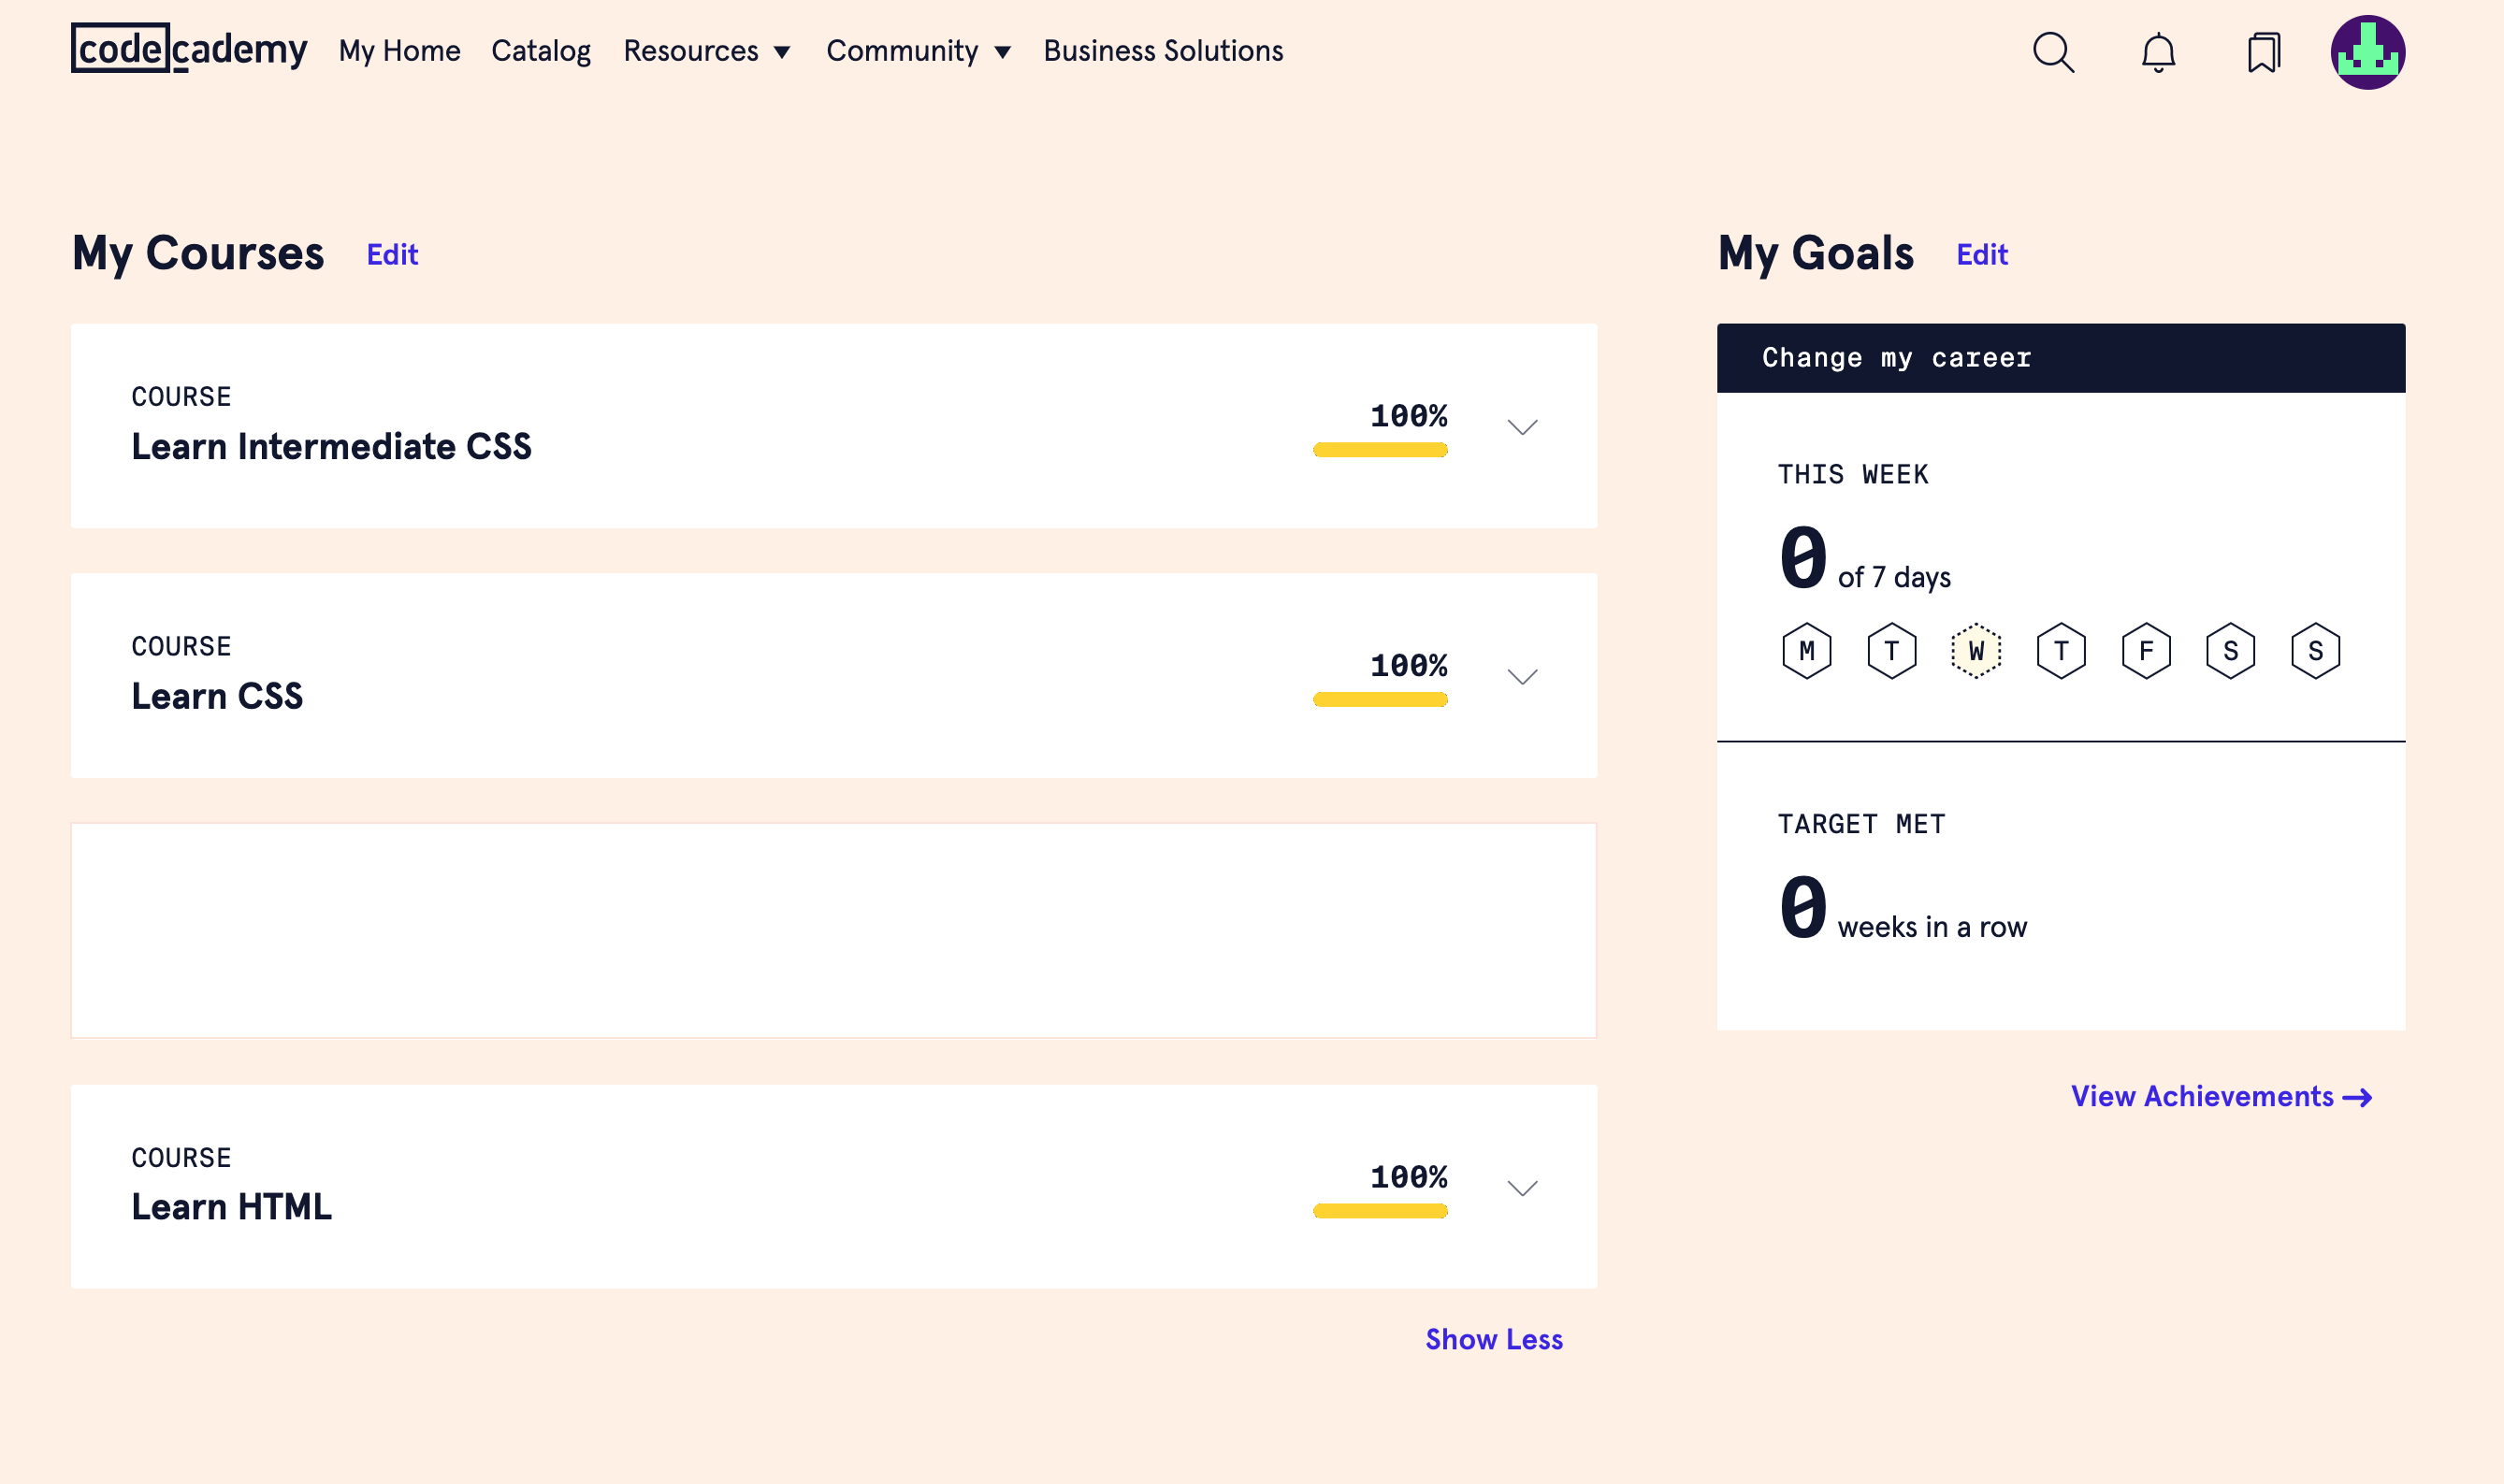 codecademy My Home Catalog Resources Community Business Solutions
My Courses Edit
COURSE
Learn Intermediate CSS
100%
COURSE
Learn CSS
100%
COURSE
Learn HTML
100%
Show Less
My Goals Edit
Change my career
THIS WEEK
0 of 7 days
M T W T F S S
TARGET MET
0 weeks in a row
View Achievements